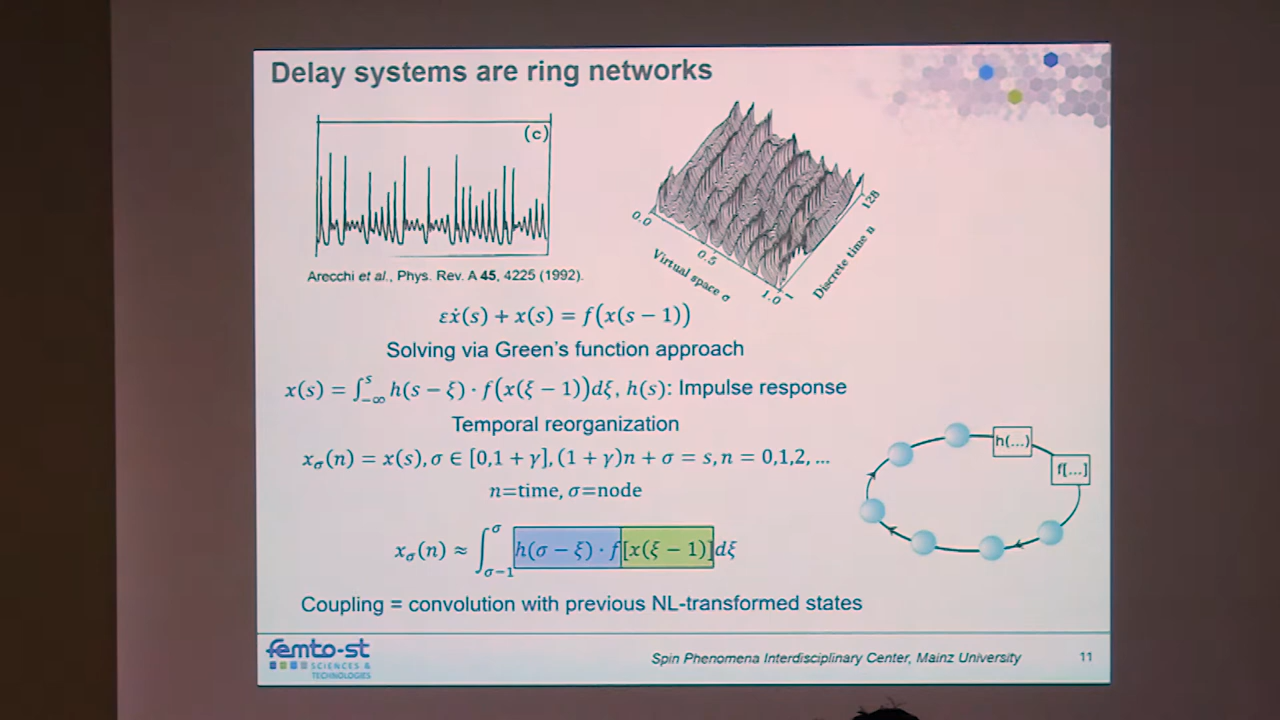 Delay systems are ring networks
(c)
0.0
0.5
1.0
Virtual space σ
1
128
Discrete time n
Arecchi et al., Phys. Rev. A 45, 4225 (1992).
εẋ(s) + x(s) = f(x(s − 1))
Solving via Green's function approach
x(s) = ∫_{−∞}^{s} h(s − ξ) · f(x(ξ − 1))dξ, h(s): Impulse response
Temporal reorganization
x_σ(n) = x(s), σ ∈ [0,1 + γ], (1 + γ)n + σ = s, n = 0,1,2, ...
n=time, σ=node
h(...)
f[...]
x_σ(n) ≈ ∫_{σ−1}^{σ} h(σ − ξ) · f[x(ξ − 1)]dξ
Coupling = convolution with previous NL-transformed states
femto-st
SCIENCES &
TECHNOLOGIES
Spin Phenomena Interdisciplinary Center, Mainz University
11